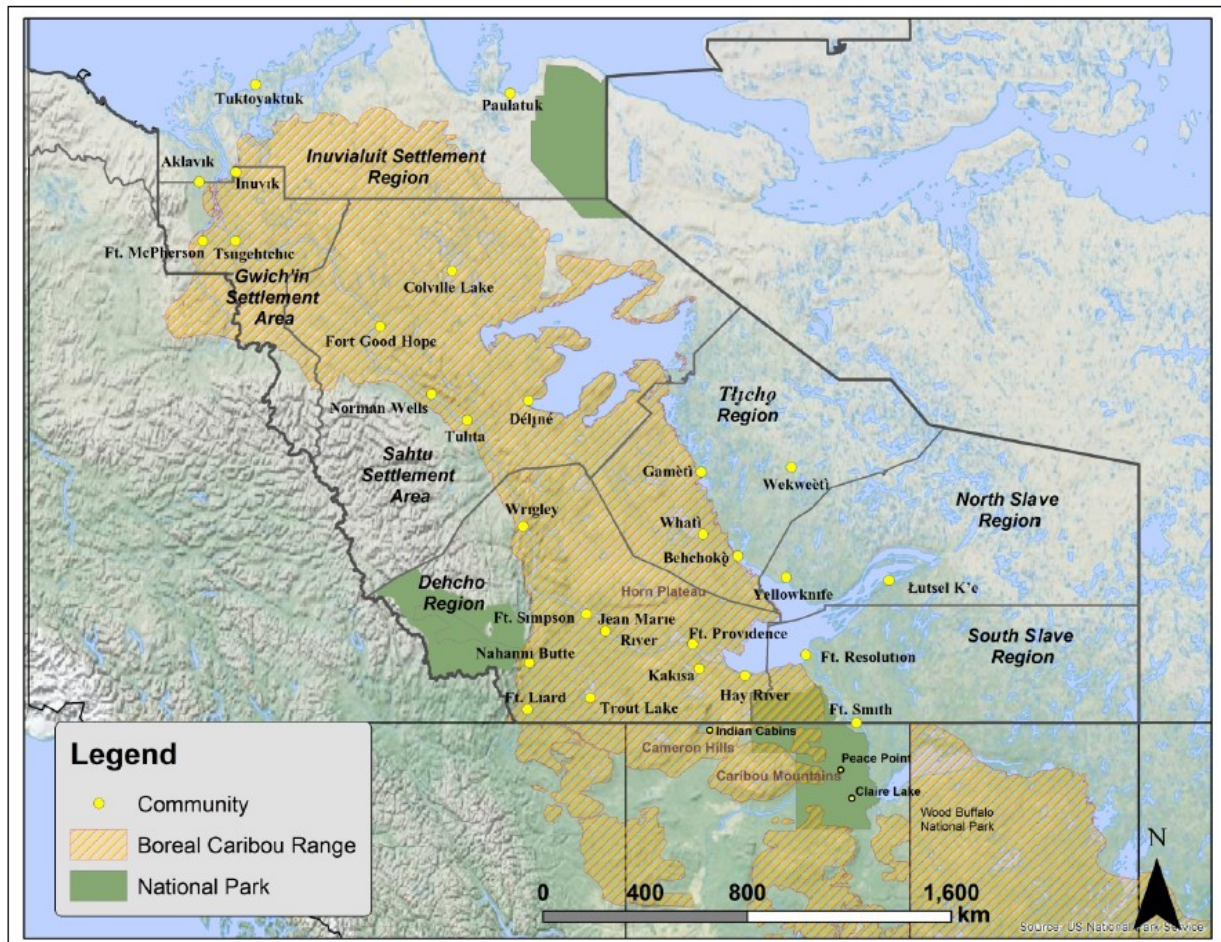 Tuktoyaktuk
Paulatuk
Aklavik
Inuvik
Inuvialuit Settlement
Region
Ft. McPherson
Tsiigehtchic
Gwich'in
Settlement
Area
Colville Lake
Fort Good Hope
Norman Wells
Tulita
Délı̨nę
Tłı̨chǫ
Region
Sahtu
Settlement
Area
Gamètì
Wekweètì
North Slave
Region
Wrigley
Whatì
Behchokǫ̀
Yellowknife
Łutsel K'e
Dehcho
Region
Horn Plateau
Ft. Simpson
Jean Marie
River
Ft. Providence
South Slave
Region
Nahanni Butte
Kakisa
Ft. Resolution
Hay River
Ft. Liard
Trout Lake
Ft. Smith
Indian Cabins
Cameron Hills
Peace Point
Caribou Mountains
Claire Lake
Wood Buffalo
National Park
Legend
Community
Boreal Caribou Range
National Park
N
0 400 800 1,600
km
Source: US National Park Service